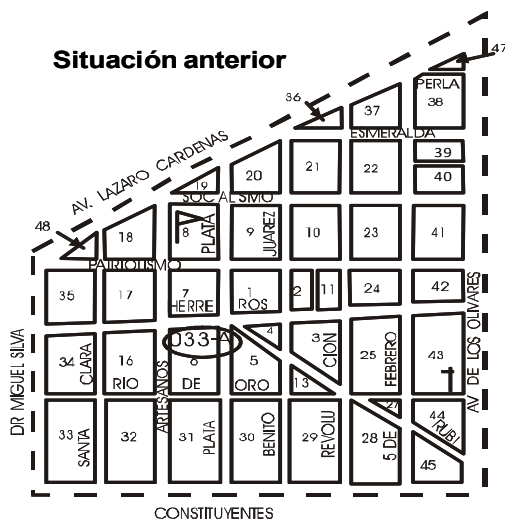 Situación anterior
47
PERLA
36
37
38
ESMERALDA
AV. LAZARO CARDENAS
39
19
20
21
22
40
SOC AL SMO
48
18
8
PLATA
9
JUAREZ
10
23
41
PATRIOTISMO
35
17
7
1
2
11
24
42
HERRE
ROS
AV DE LOS OLIVARES
033-A
4
3
CION
DR MIGUEL SILVA
34
CLARA
16
6
5
25
FEBRERO
43
RIO
ARTESANOS
DE
ORO
13
27
44
RUBI
33
SANTA
32
31
PLATA
30
BENITO
29
REVOLU
28
5 DE
45
CONSTITUYENTES